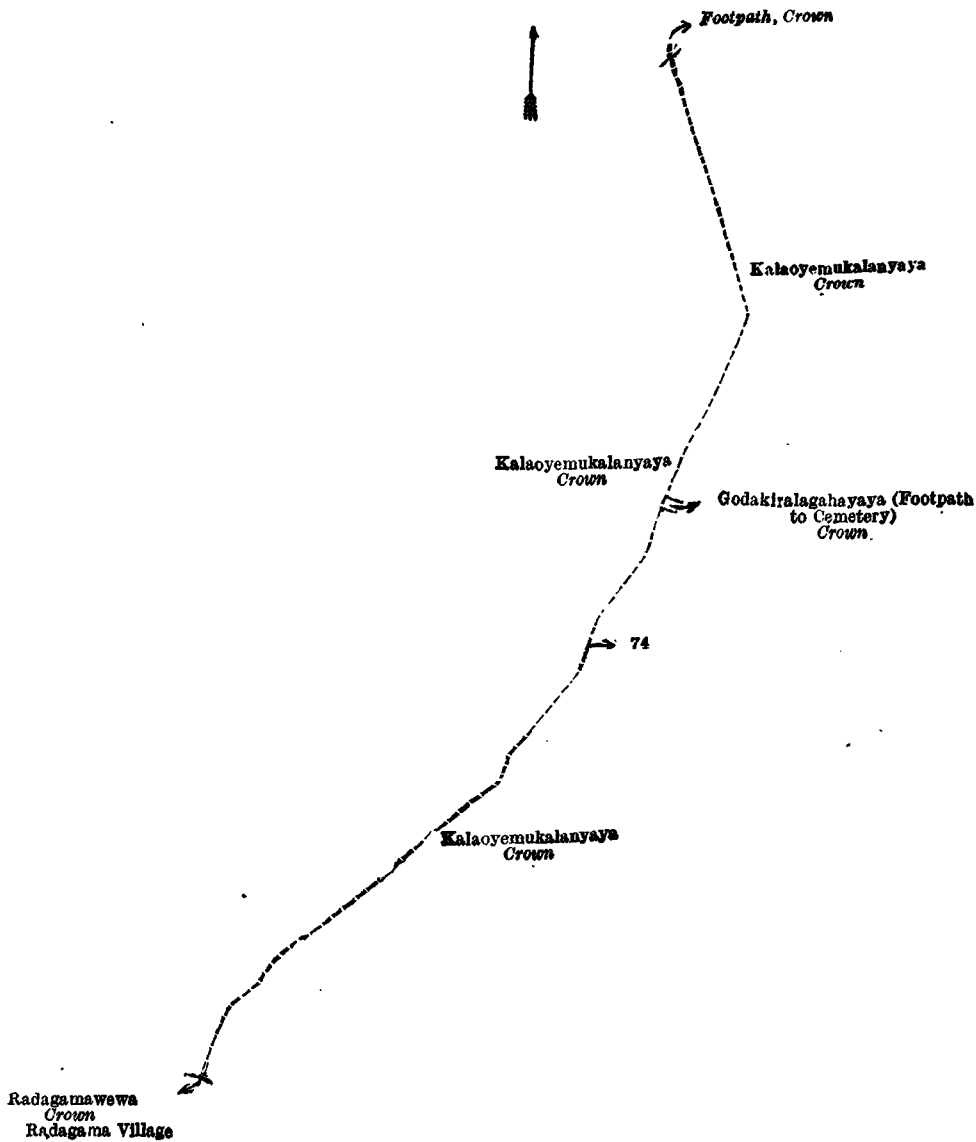 Footpath, Crown
Kalaoyemukalanyaya
Crown
Kalaoyemukalanyaya
Crown
Godakiralagahayaya (Footpath
to Cemetery)
Crown
74
Kalaoyemukalanyaya
Crown
Radagamawewa
Crown
Radagama Village